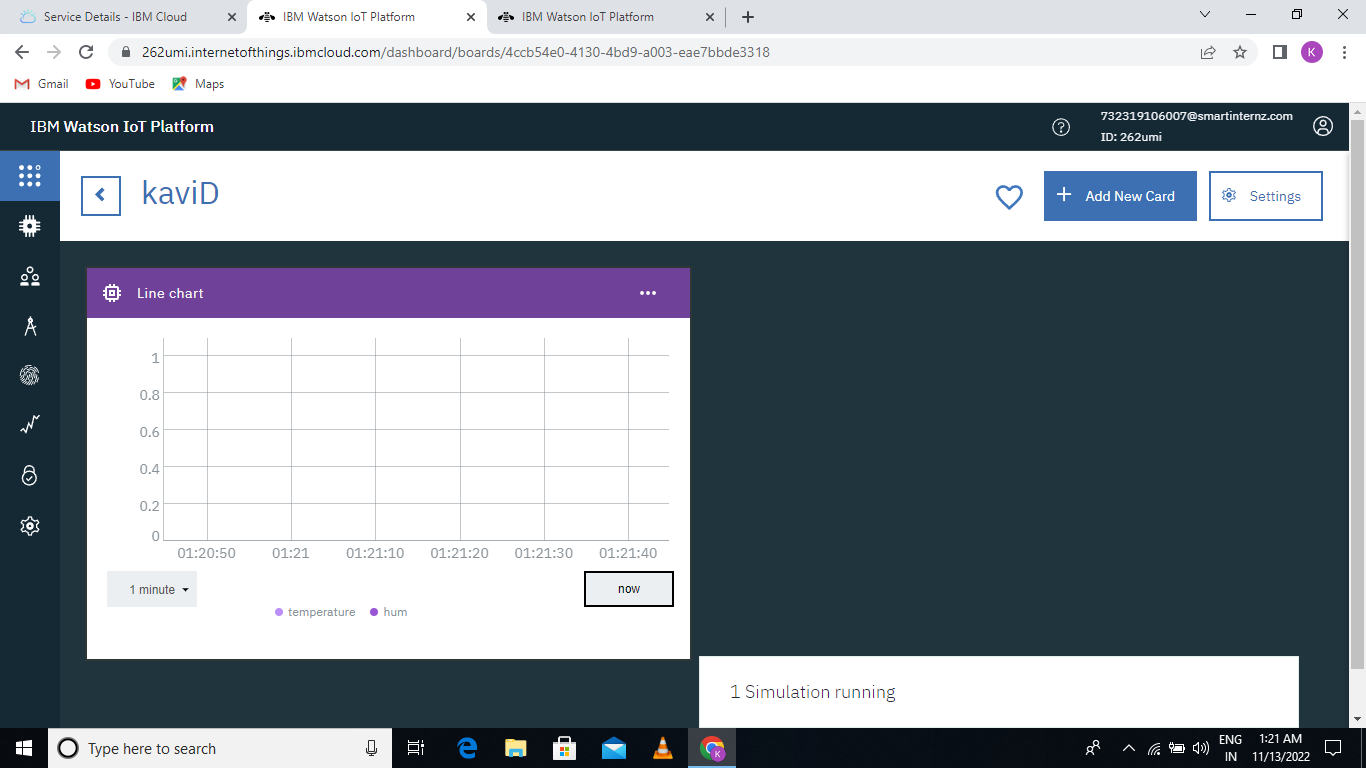 Service Details - IBM Cloud
IBM Watson IoT Platform
IBM Watson IoT Platform
262umi.internetofthings.ibmcloud.com/dashboard/boards/4ccb54e0-4130-4bd9-a003-eae7bbde3318
K
Gmail
YouTube
Maps
IBM Watson IoT Platform
732319106007@smartinternz.com
ID: 262umi
kaviD
Add New Card
Settings
Line chart
1
0.8
0.6
0.4
0.2
0
01:20:50 01:21 01:21:10 01:21:20 01:21:30 01:21:40
1 minute
now
temperature hum
1 Simulation running
Type here to search
K
ENG
IN
1:21 AM
11/13/2022